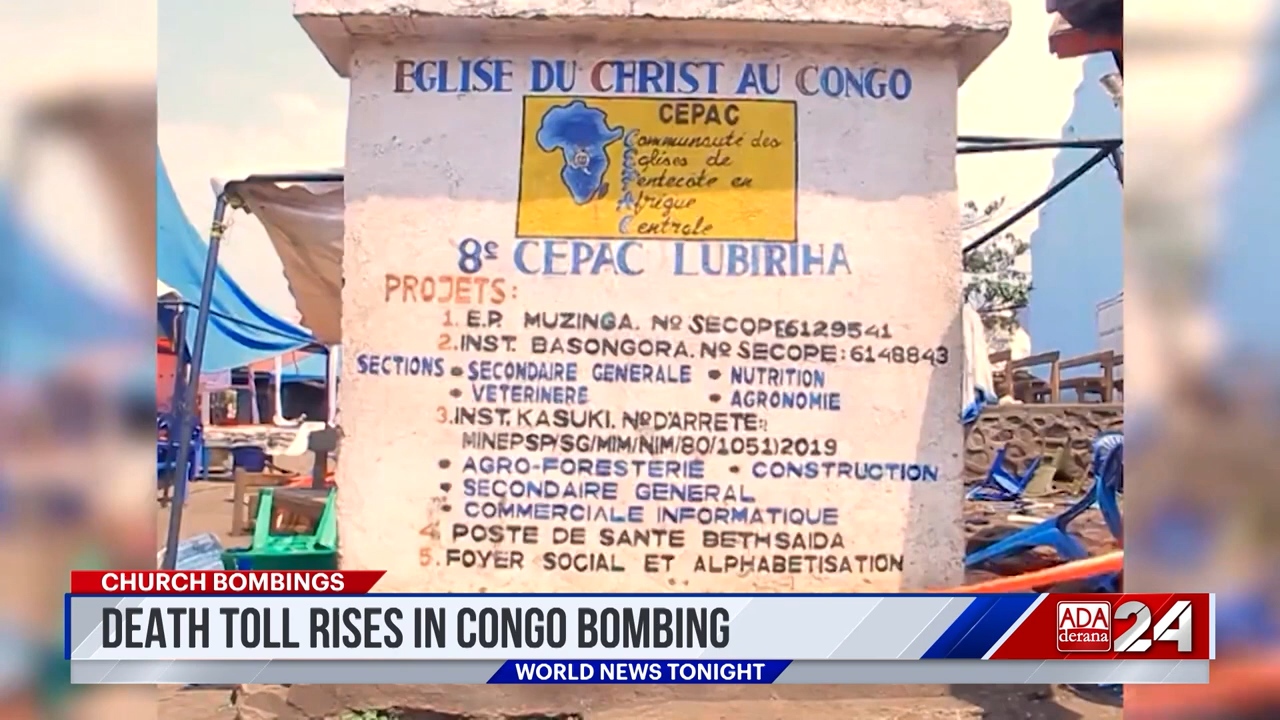 EGLISE DU CHRIST AU CONGO
CEPAC
Communauté des
Eglises de
Pentecôte en
Afrique
Centrale
8e CEPAC LUBIRIHA
PROJETS:
1. E.P. MUZINGA. No SECOPE6129541
2. INST. BASONGORA. No SECOPE: 6148843
SECTIONS • SECONDAIRE GENERALE • NUTRITION
• VETERINERE • AGRONOMIE
3. INST. KASUKI. No D'ARRETE:
MINEPSP/SG/MIM/NIM/80/1051)2019
• AGRO-FORESTERIE • CONSTRUCTION
• SECONDAIRE GENERAL
• COMMERCIALE INFORMATIQUE
4. POSTE DE SANTE BETHSAIDA
5. FOYER SOCIAL ET ALPHABETISATION
CHURCH BOMBINGS
DEATH TOLL RISES IN CONGO BOMBING
ADA derana 24
WORLD NEWS TONIGHT